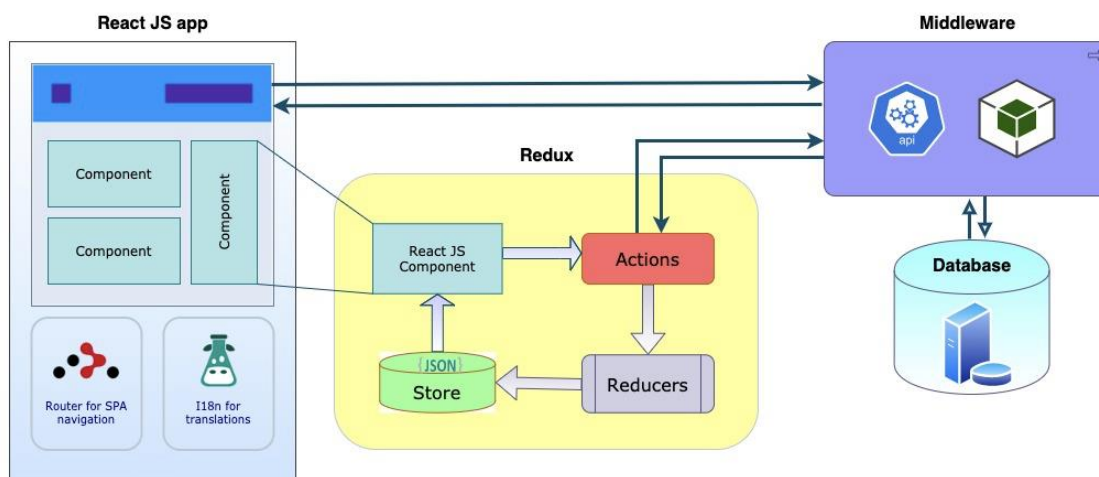 React JS app
Middleware
api
Redux
Component
Component
Component
React JS
Component
Actions
Database
{JSON}
Store
Reducers
Router for SPA
navigation
I18n for
translations